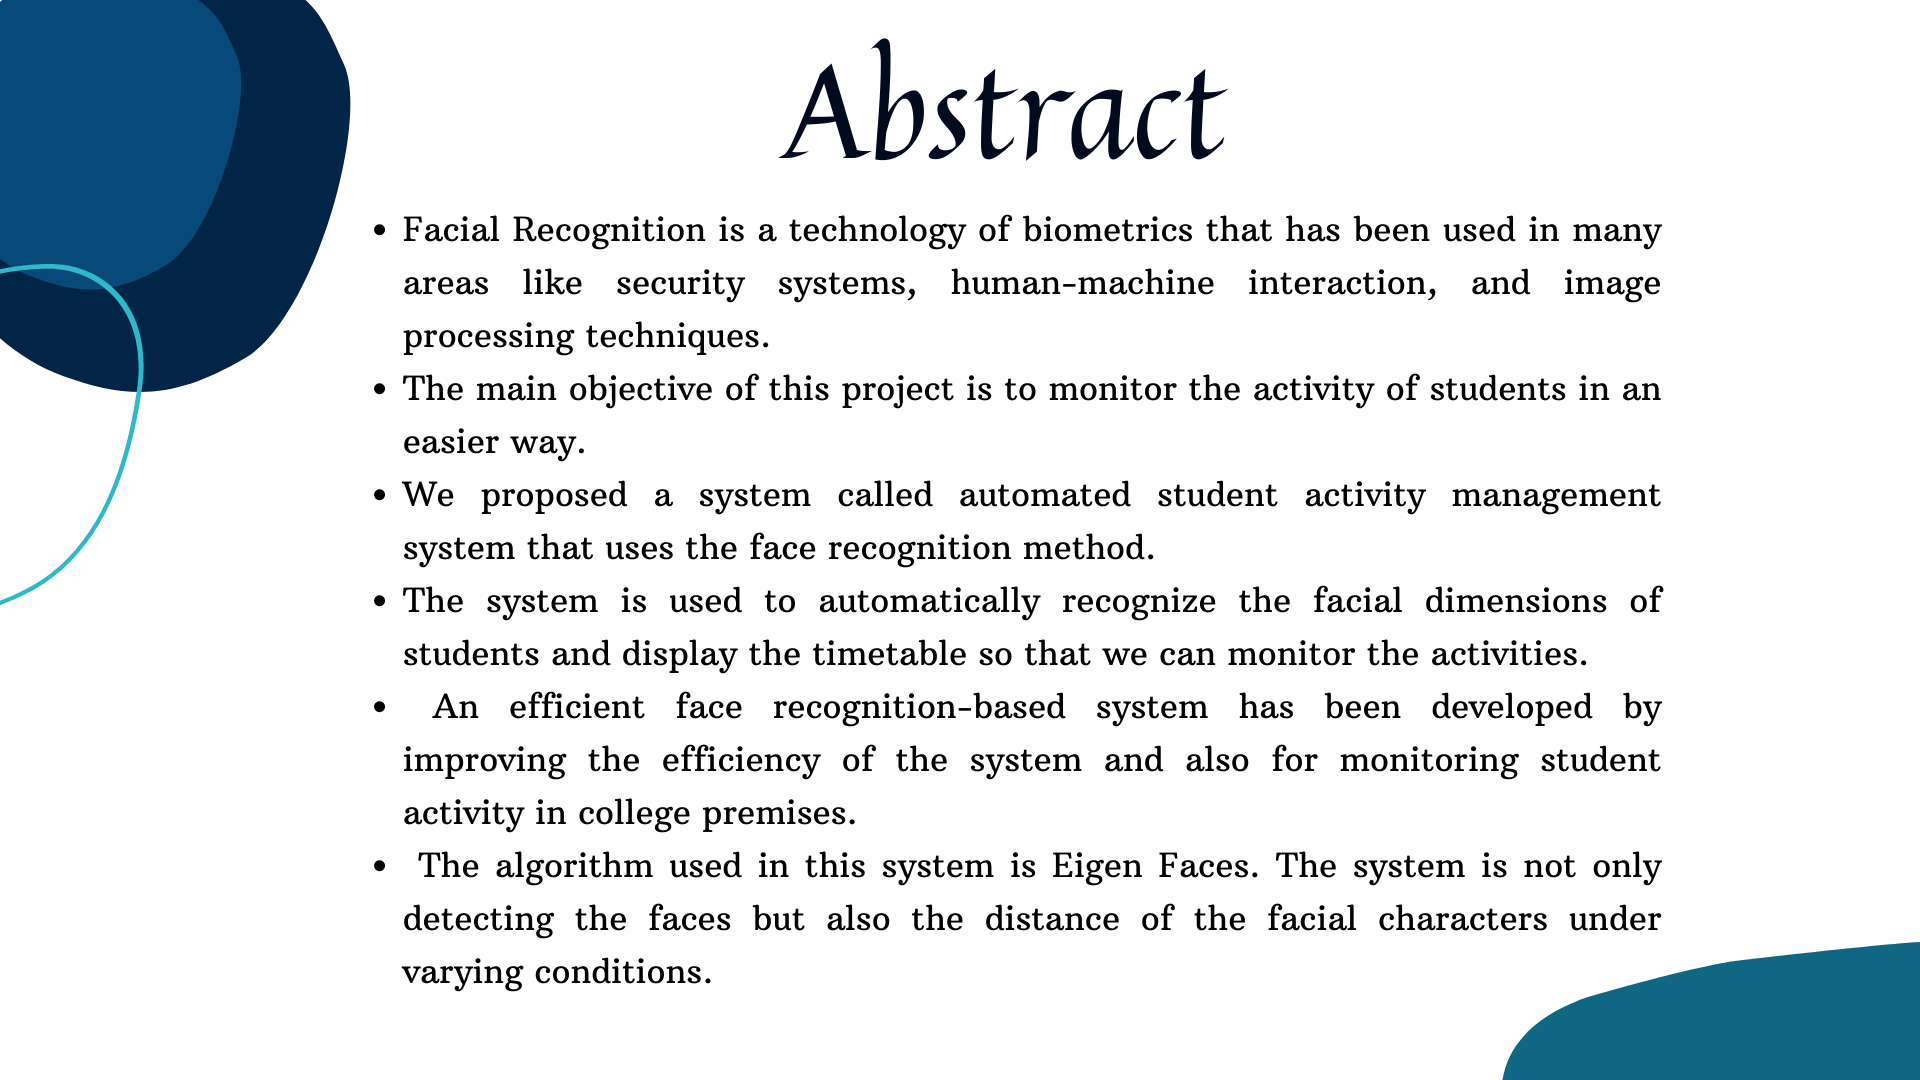 Abstract
• Facial Recognition is a technology of biometrics that has been used in many
areas like security systems, human-machine interaction, and image
processing techniques.
• The main objective of this project is to monitor the activity of students in an
easier way.
• We proposed a system called automated student activity management
system that uses the face recognition method.
• The system is used to automatically recognize the facial dimensions of
students and display the timetable so that we can monitor the activities.
• An efficient face recognition-based system has been developed by
improving the efficiency of the system and also for monitoring student
activity in college premises.
• The algorithm used in this system is Eigen Faces. The system is not only
detecting the faces but also the distance of the facial characters under
varying conditions.